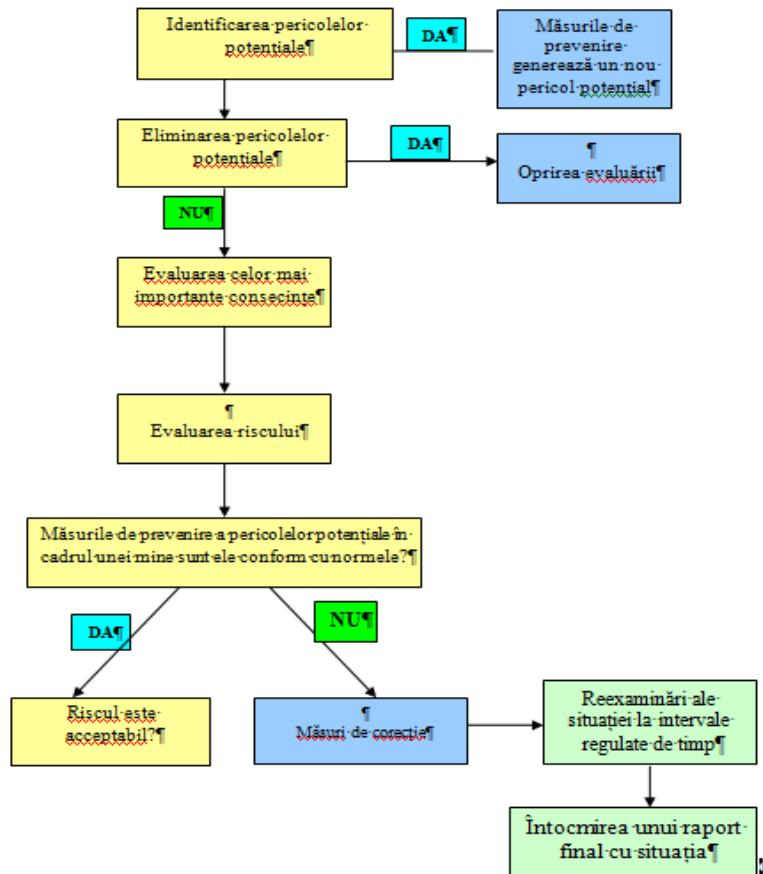 Identificarea pericolelor
potențiale¶
DA¶
Măsurile de
prevenire
generează un nou
pericol potențial¶
Eliminarea pericolelor
potențiale¶
DA¶
¶
Oprirea evaluării¶
NU¶
Evaluarea celor mai
importante consecințe¶
¶
Evaluarea riscului¶
Măsurile de prevenire a pericolelor potențiale în
cadrul unei mine sunt ele conform cu normele?¶
DA¶
NU¶
Riscul este
acceptabil?¶
¶
Măsuri de corecție¶
Reexaminări ale
situației la intervale
regulate de timp¶
Întocmirea unui raport
final cu situația¶